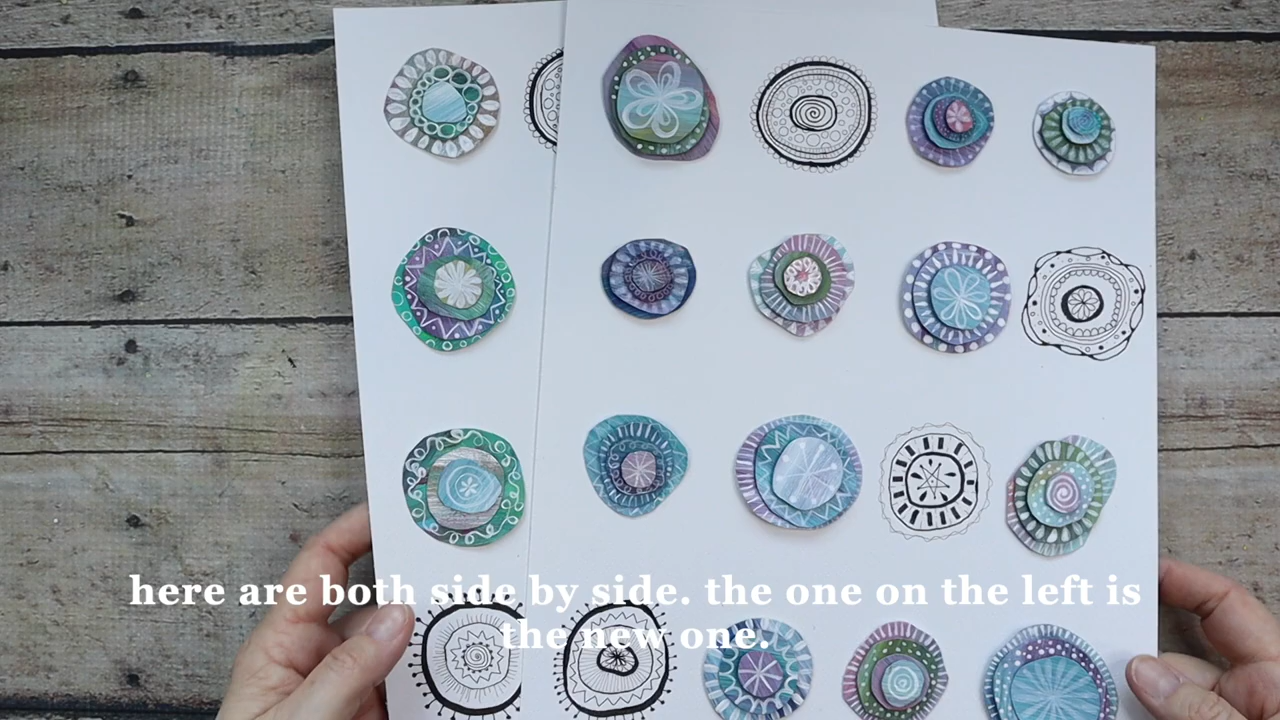 here are both side by side. the one on the left is
the new one.